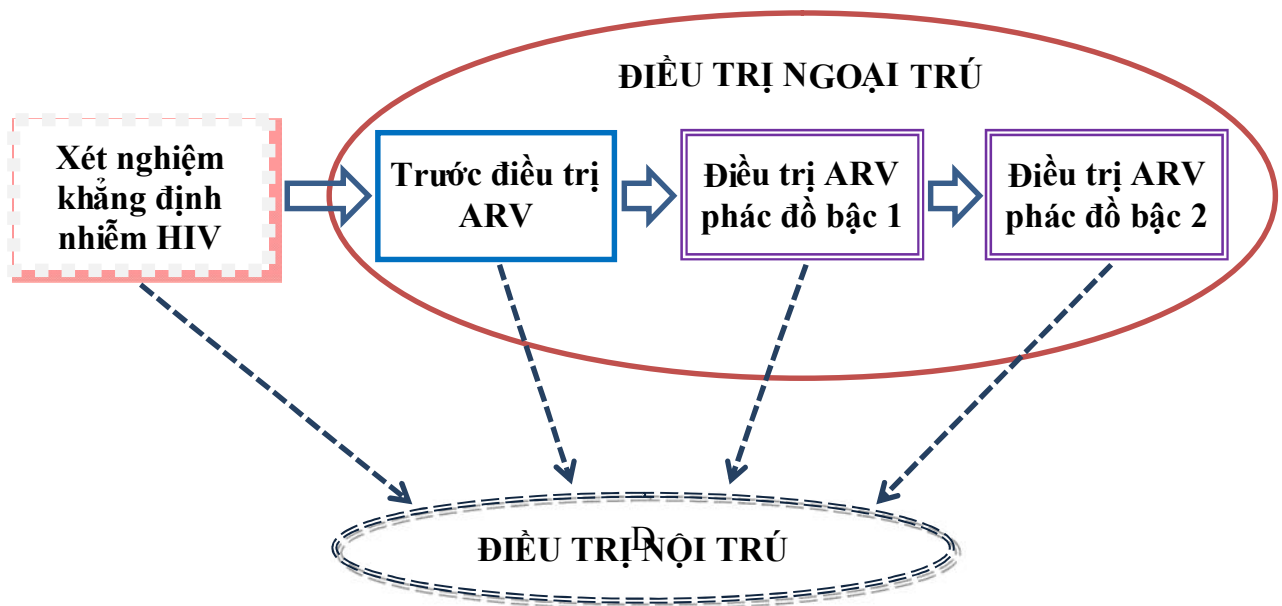 ĐIỀU TRỊ NGOẠI TRÚ
Xét nghiệm
khẳng định
nhiễm HIV
Trước điều trị
ARV
Điều trị ARV
phác đồ bậc 1
Điều trị ARV
phác đồ bậc 2
D
ĐIỀU TRỊ NỘI TRÚ